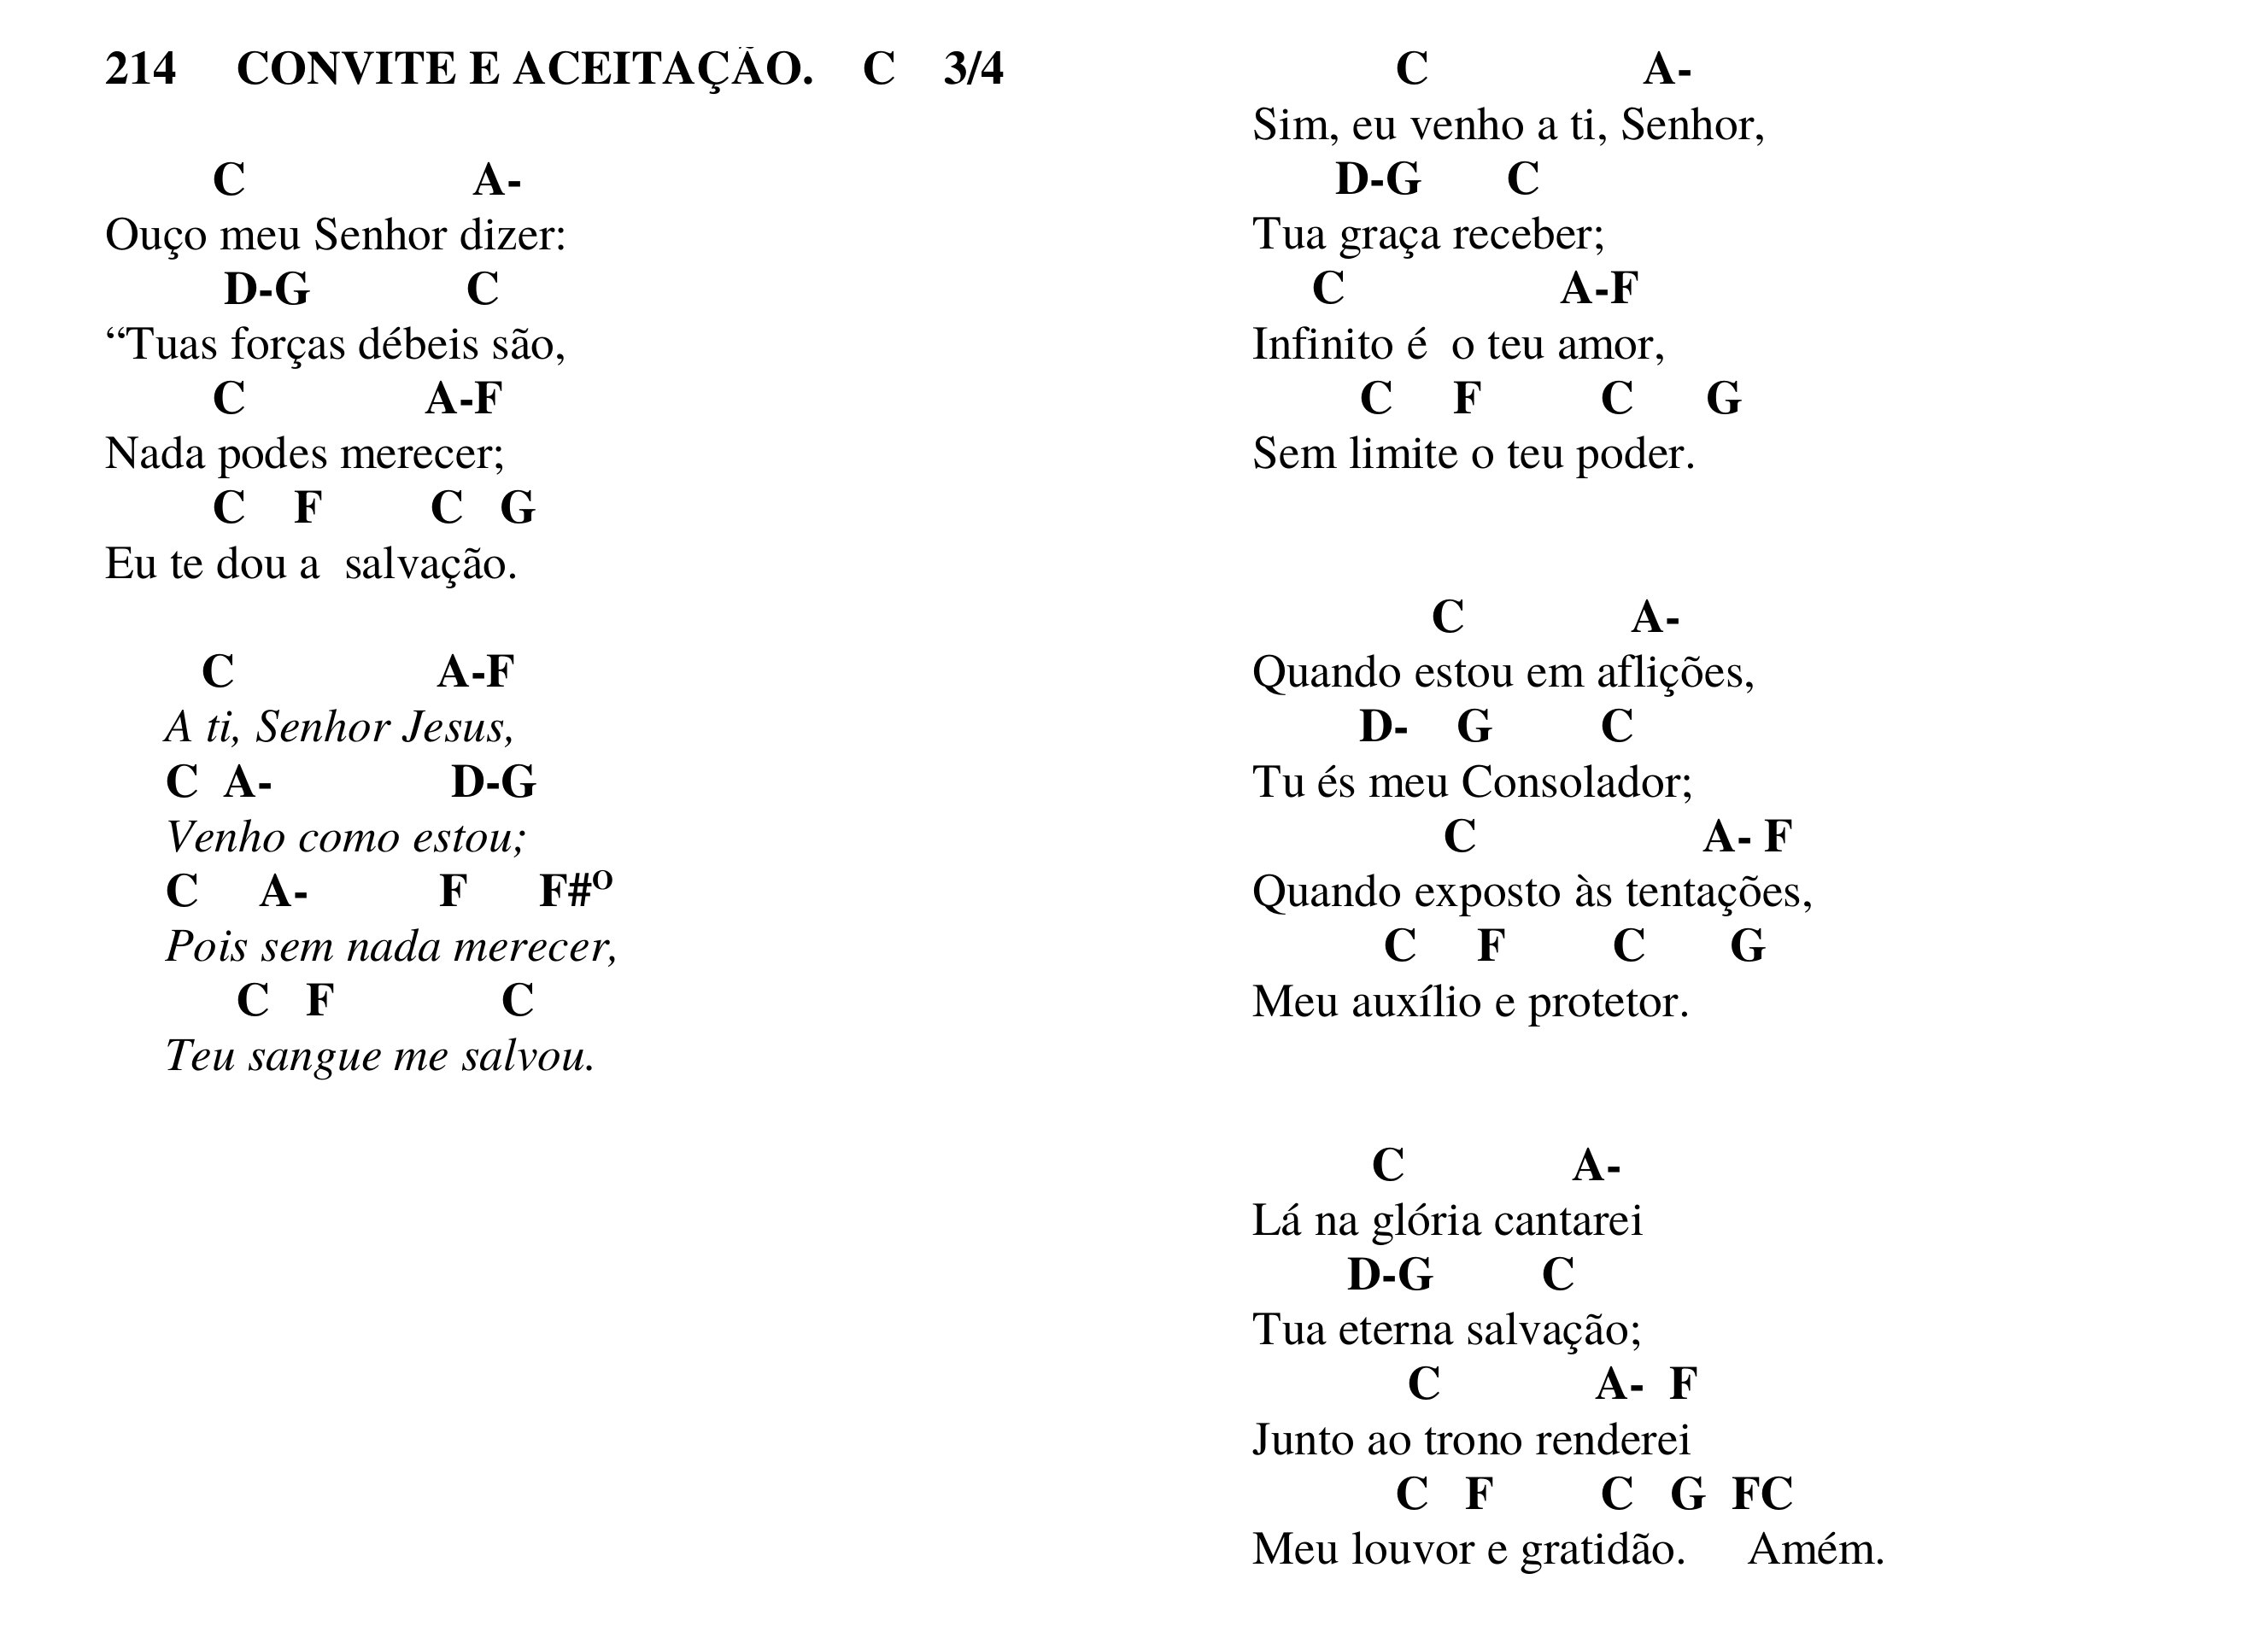 214 CONVITE E ACEITAÇÃO. C 3/4
C A-
Ouço meu Senhor dizer:
D-G C
“Tuas forças débeis são,
C A-F
Nada podes merecer;
C F C G
Eu te dou a salvação.
C A-F
A ti, Senhor Jesus,
C A- D-G
Venho como estou;
C A- F F#º
Pois sem nada merecer,
C F C
Teu sangue me salvou.
C A-
Sim, eu venho a ti, Senhor,
D-G C
Tua graça receber;
C A-F
Infinito é o teu amor,
C F C G
Sem limite o teu poder.
C A-
Quando estou em aflições,
D- G C
Tu és meu Consolador;
C A- F
Quando exposto às tentações,
C F C G
Meu auxílio e protetor.
C A-
Lá na glória cantarei
D-G C
Tua eterna salvação;
C A- F
Junto ao trono renderei
C F C G FC
Meu louvor e gratidão. Amém.